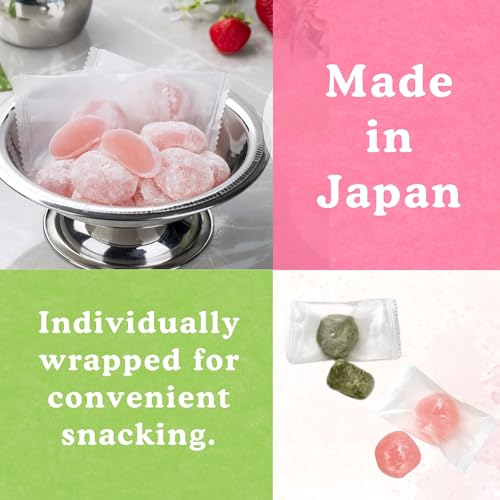 Made
in
Japan
Individually
wrapped for
convenient
snacking.